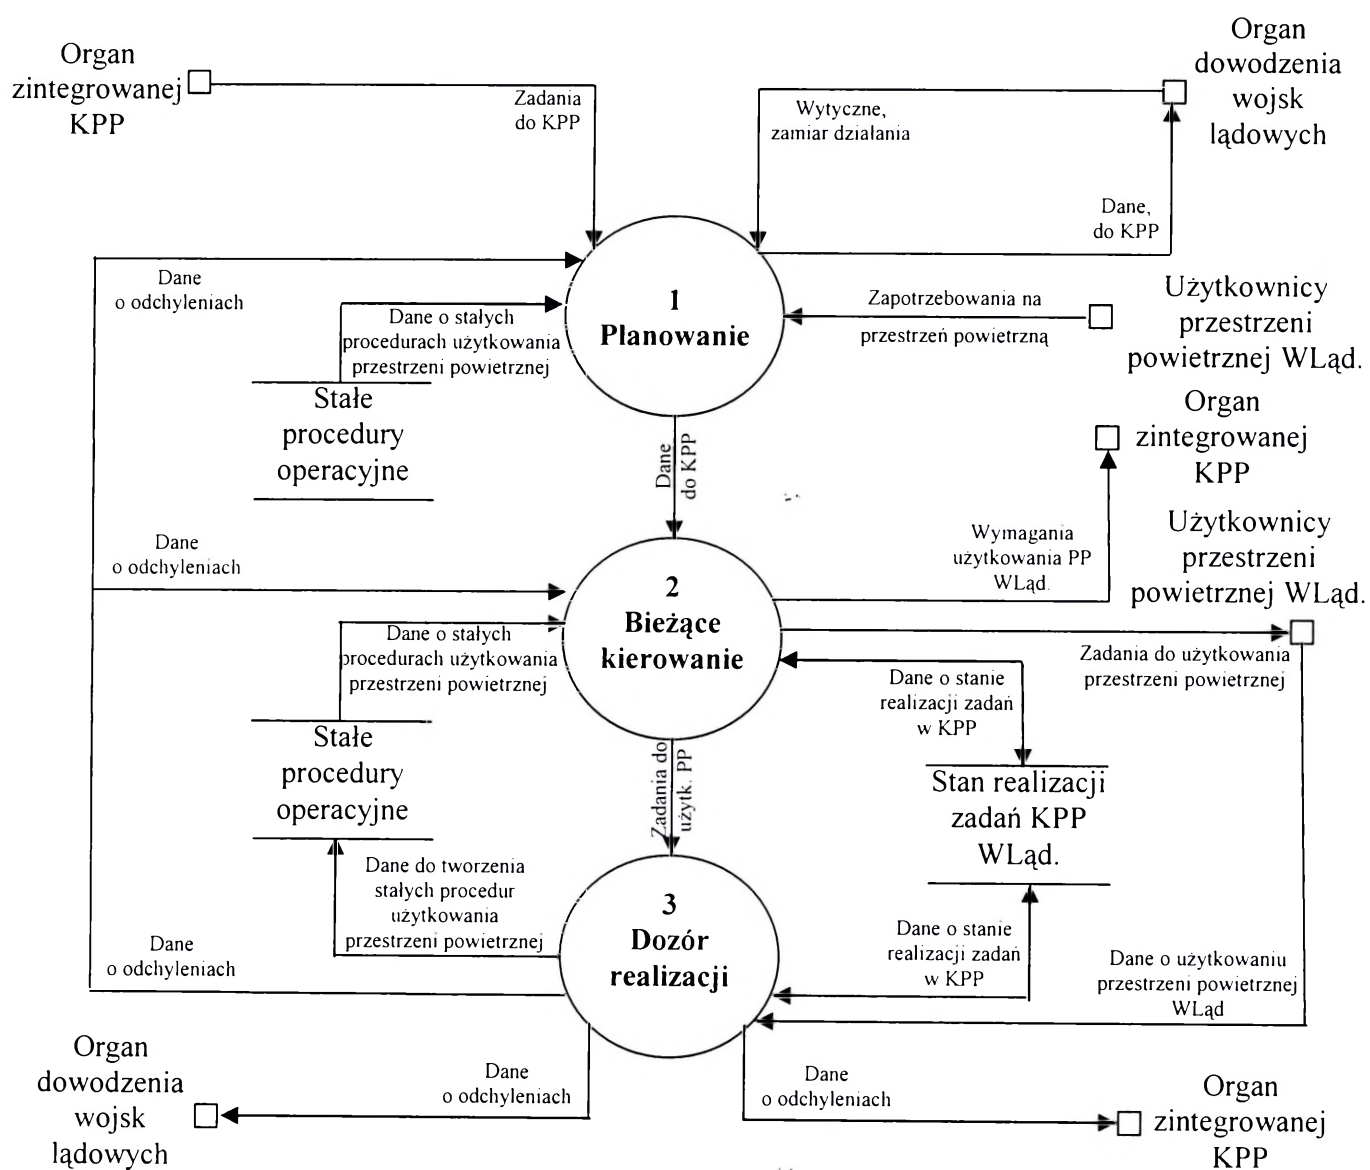 Organ
zintegrowanej
KPP
Zadania
do KPP
Wytyczne,
zamiar działania
Organ
dowodzenia
wojsk
lądowych
Dane,
do KPP
Dane
o odchyleniach
Dane o stałych
procedurach użytkowania
przestrzeni powietrznej
1
Planowanie
Zapotrzebowania na
przestrzeń powietrzną
Użytkownicy
przestrzeni
powietrznej WLąd.
Stałe
procedury
operacyjne
Dane
do KPP
Organ
zintegrowanej
KPP
Dane
o odchyleniach
Wymagania
użytkowania PP
WLąd.
Użytkownicy
przestrzeni
powietrznej WLąd.
2
Bieżące
kierowanie
Dane o stałych
procedurach użytkowania
przestrzeni powietrznej
Zadania do użytkowania
przestrzeni powietrznej
Dane o stanie
realizacji zadań
w KPP
Stałe
procedury
operacyjne
Zadania do
użytk. PP
Stan realizacji
zadań KPP
WLąd.
Dane do tworzenia
stałych procedur
użytkowania
przestrzeni powietrznej
3
Dozór
realizacji
Dane o stanie
realizacji zadań
w KPP
Dane
o odchyleniach
Dane o użytkowaniu
przestrzeni powietrznej
WLąd
Organ
dowodzenia
wojsk
lądowych
Dane
o odchyleniach
Dane
o odchyleniach
Organ
zintegrowanej
KPP